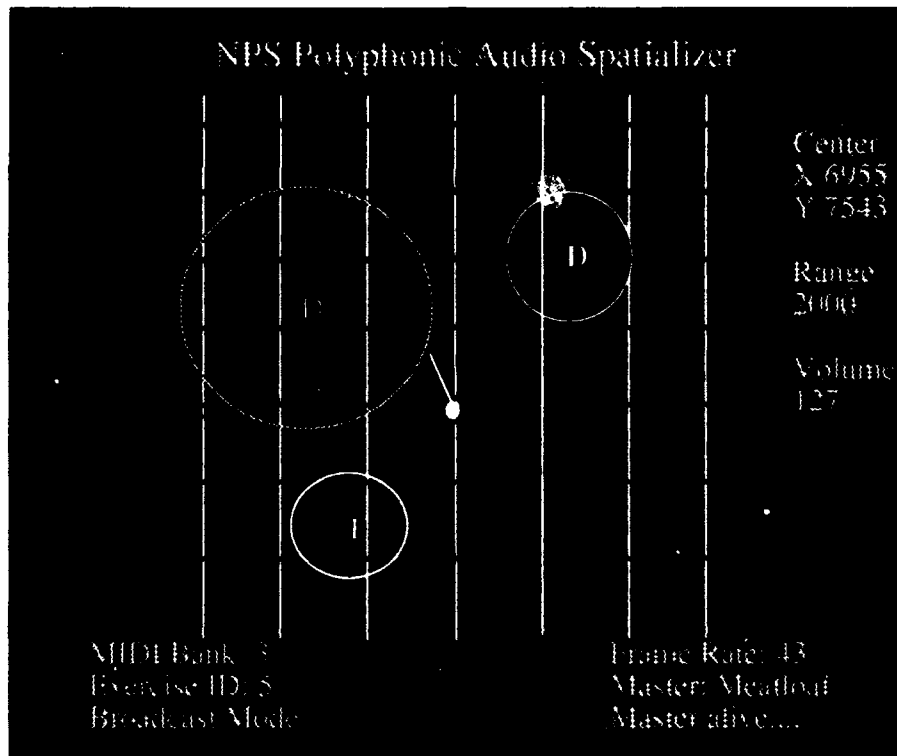 NPS Polyphonic Audio Spatializer
Center
X 6955
Y 7543
D
D
Range
2000
Volume
127
I
MIDI Bank: 3
Exercise ID: 5
Broadcast Mode
Frame Rate: 43
Master: Meatloaf
Master alive....